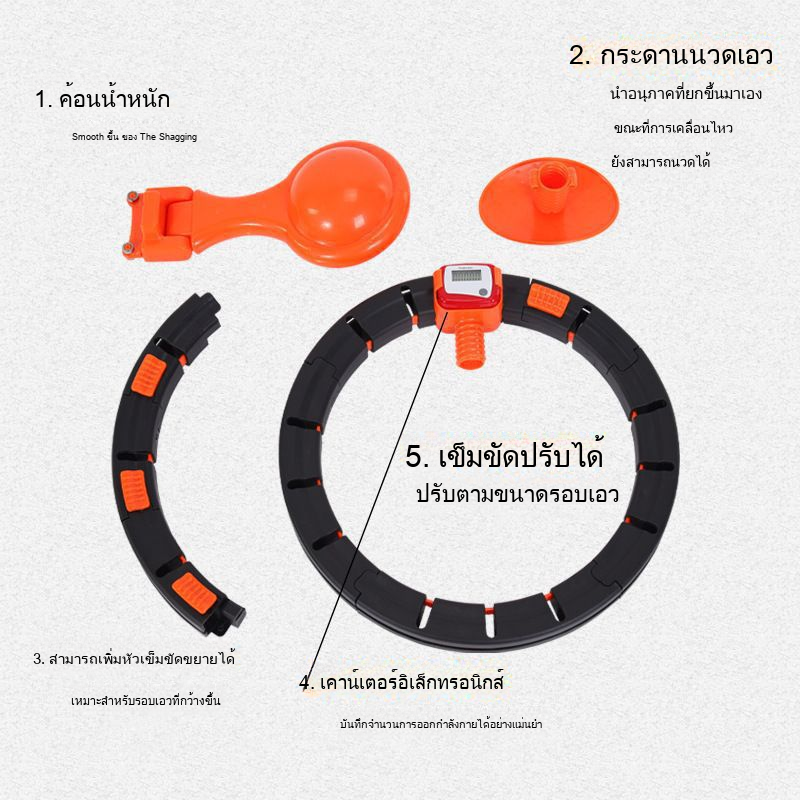 1. ค้อนน้ำหนัก
Smooth ขึ้น ของ The Shagging
2. กระดานนวดเอว
นำอนุภาคที่ยกขึ้นมาเอง
ขณะที่การเคลื่อนไหว
ยังสามารถนวดได้
5. เข็มขัดปรับได้
ปรับตามขนาดรอบเอว
3. สามารถเพิ่มหัวเข็มขัดขยายได้
เหมาะสำหรับรอบเอวที่กว้างขึ้น
4. เคาน์เตอร์อิเล็กทรอนิกส์
บันทึกจำนวนการออกกำลังกายได้อย่างแม่นยำ